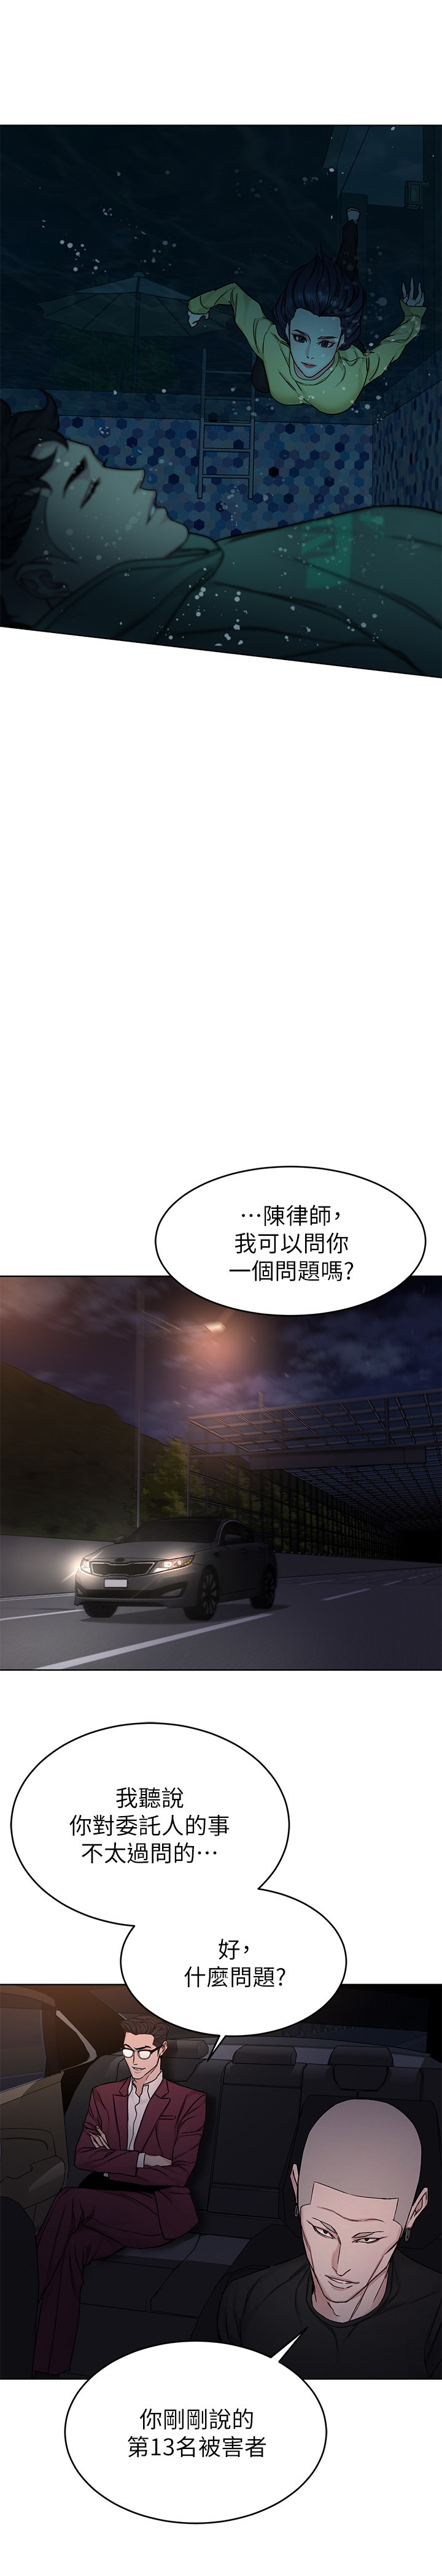 …陳律師,
我可以問你
一個問題嗎?
我聽說
你對委託人的事
不太過問的…
好,
什麼問題?
你剛剛說的
第13名被害者